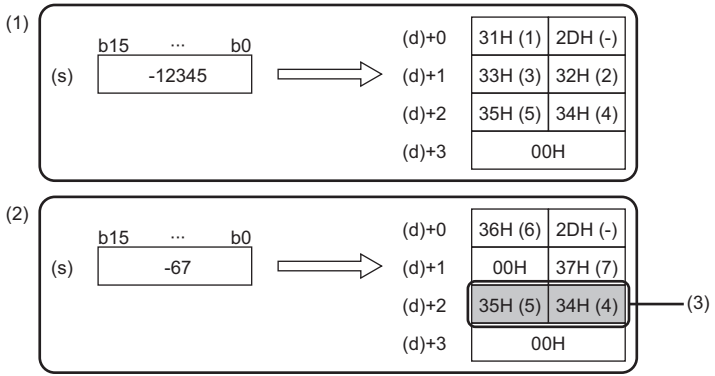 (1)
b15 ... b0
(s) -12345
(d)+0 31H (1) 2DH (-)
(d)+1 33H (3) 32H (2)
(d)+2 35H (5) 34H (4)
(d)+3 00H
(2)
b15 ... b0
(s) -67
(d)+0 36H (6) 2DH (-)
(d)+1 00H 37H (7)
(d)+2 35H (5) 34H (4) (3)
(d)+3 00H